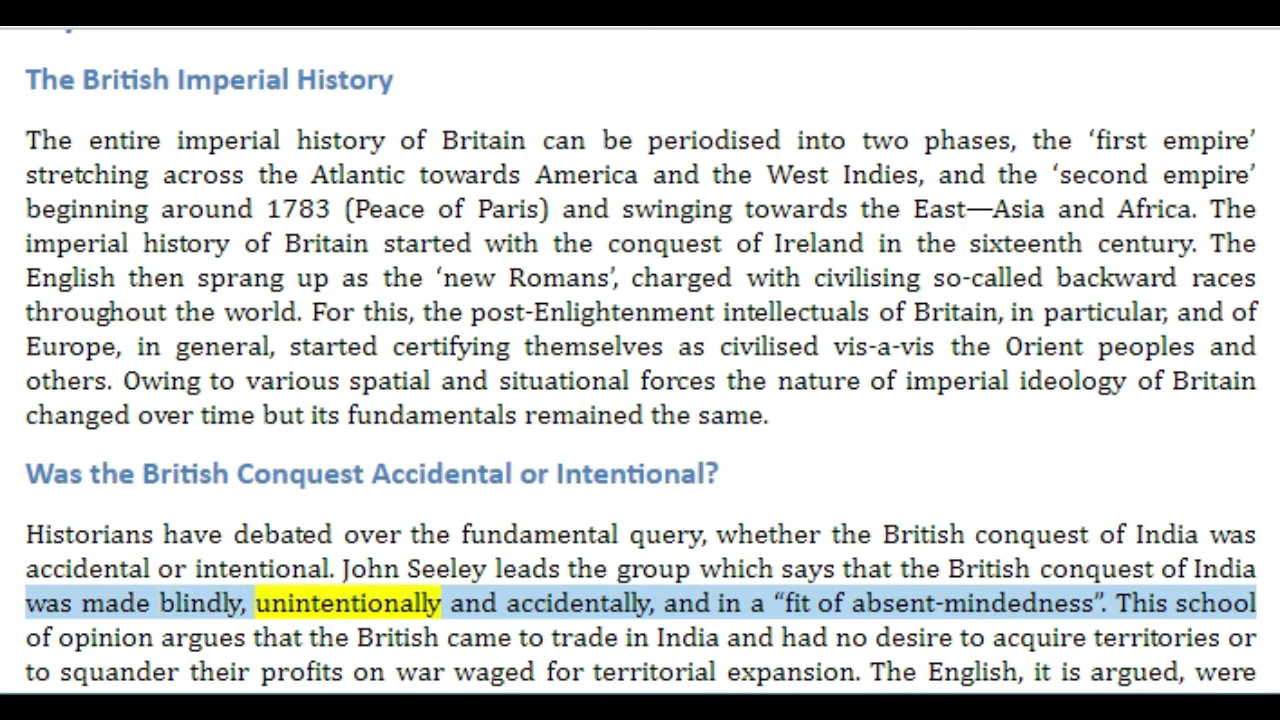 The British Imperial History
The entire imperial history of Britain can be periodised into two phases, the ‘first empire’
stretching across the Atlantic towards America and the West Indies, and the ‘second empire’
beginning around 1783 (Peace of Paris) and swinging towards the East—Asia and Africa. The
imperial history of Britain started with the conquest of Ireland in the sixteenth century. The
English then sprang up as the ‘new Romans’, charged with civilising so-called backward races
throughout the world. For this, the post-Enlightenment intellectuals of Britain, in particular, and of
Europe, in general, started certifying themselves as civilised vis-a-vis the Orient peoples and
others. Owing to various spatial and situational forces the nature of imperial ideology of Britain
changed over time but its fundamentals remained the same.
Was the British Conquest Accidental or Intentional?
Historians have debated over the fundamental query, whether the British conquest of India was
accidental or intentional. John Seeley leads the group which says that the British conquest of India
was made blindly, unintentionally and accidentally, and in a “fit of absent-mindedness”. This school
of opinion argues that the British came to trade in India and had no desire to acquire territories or
to squander their profits on war waged for territorial expansion. The English, it is argued, were